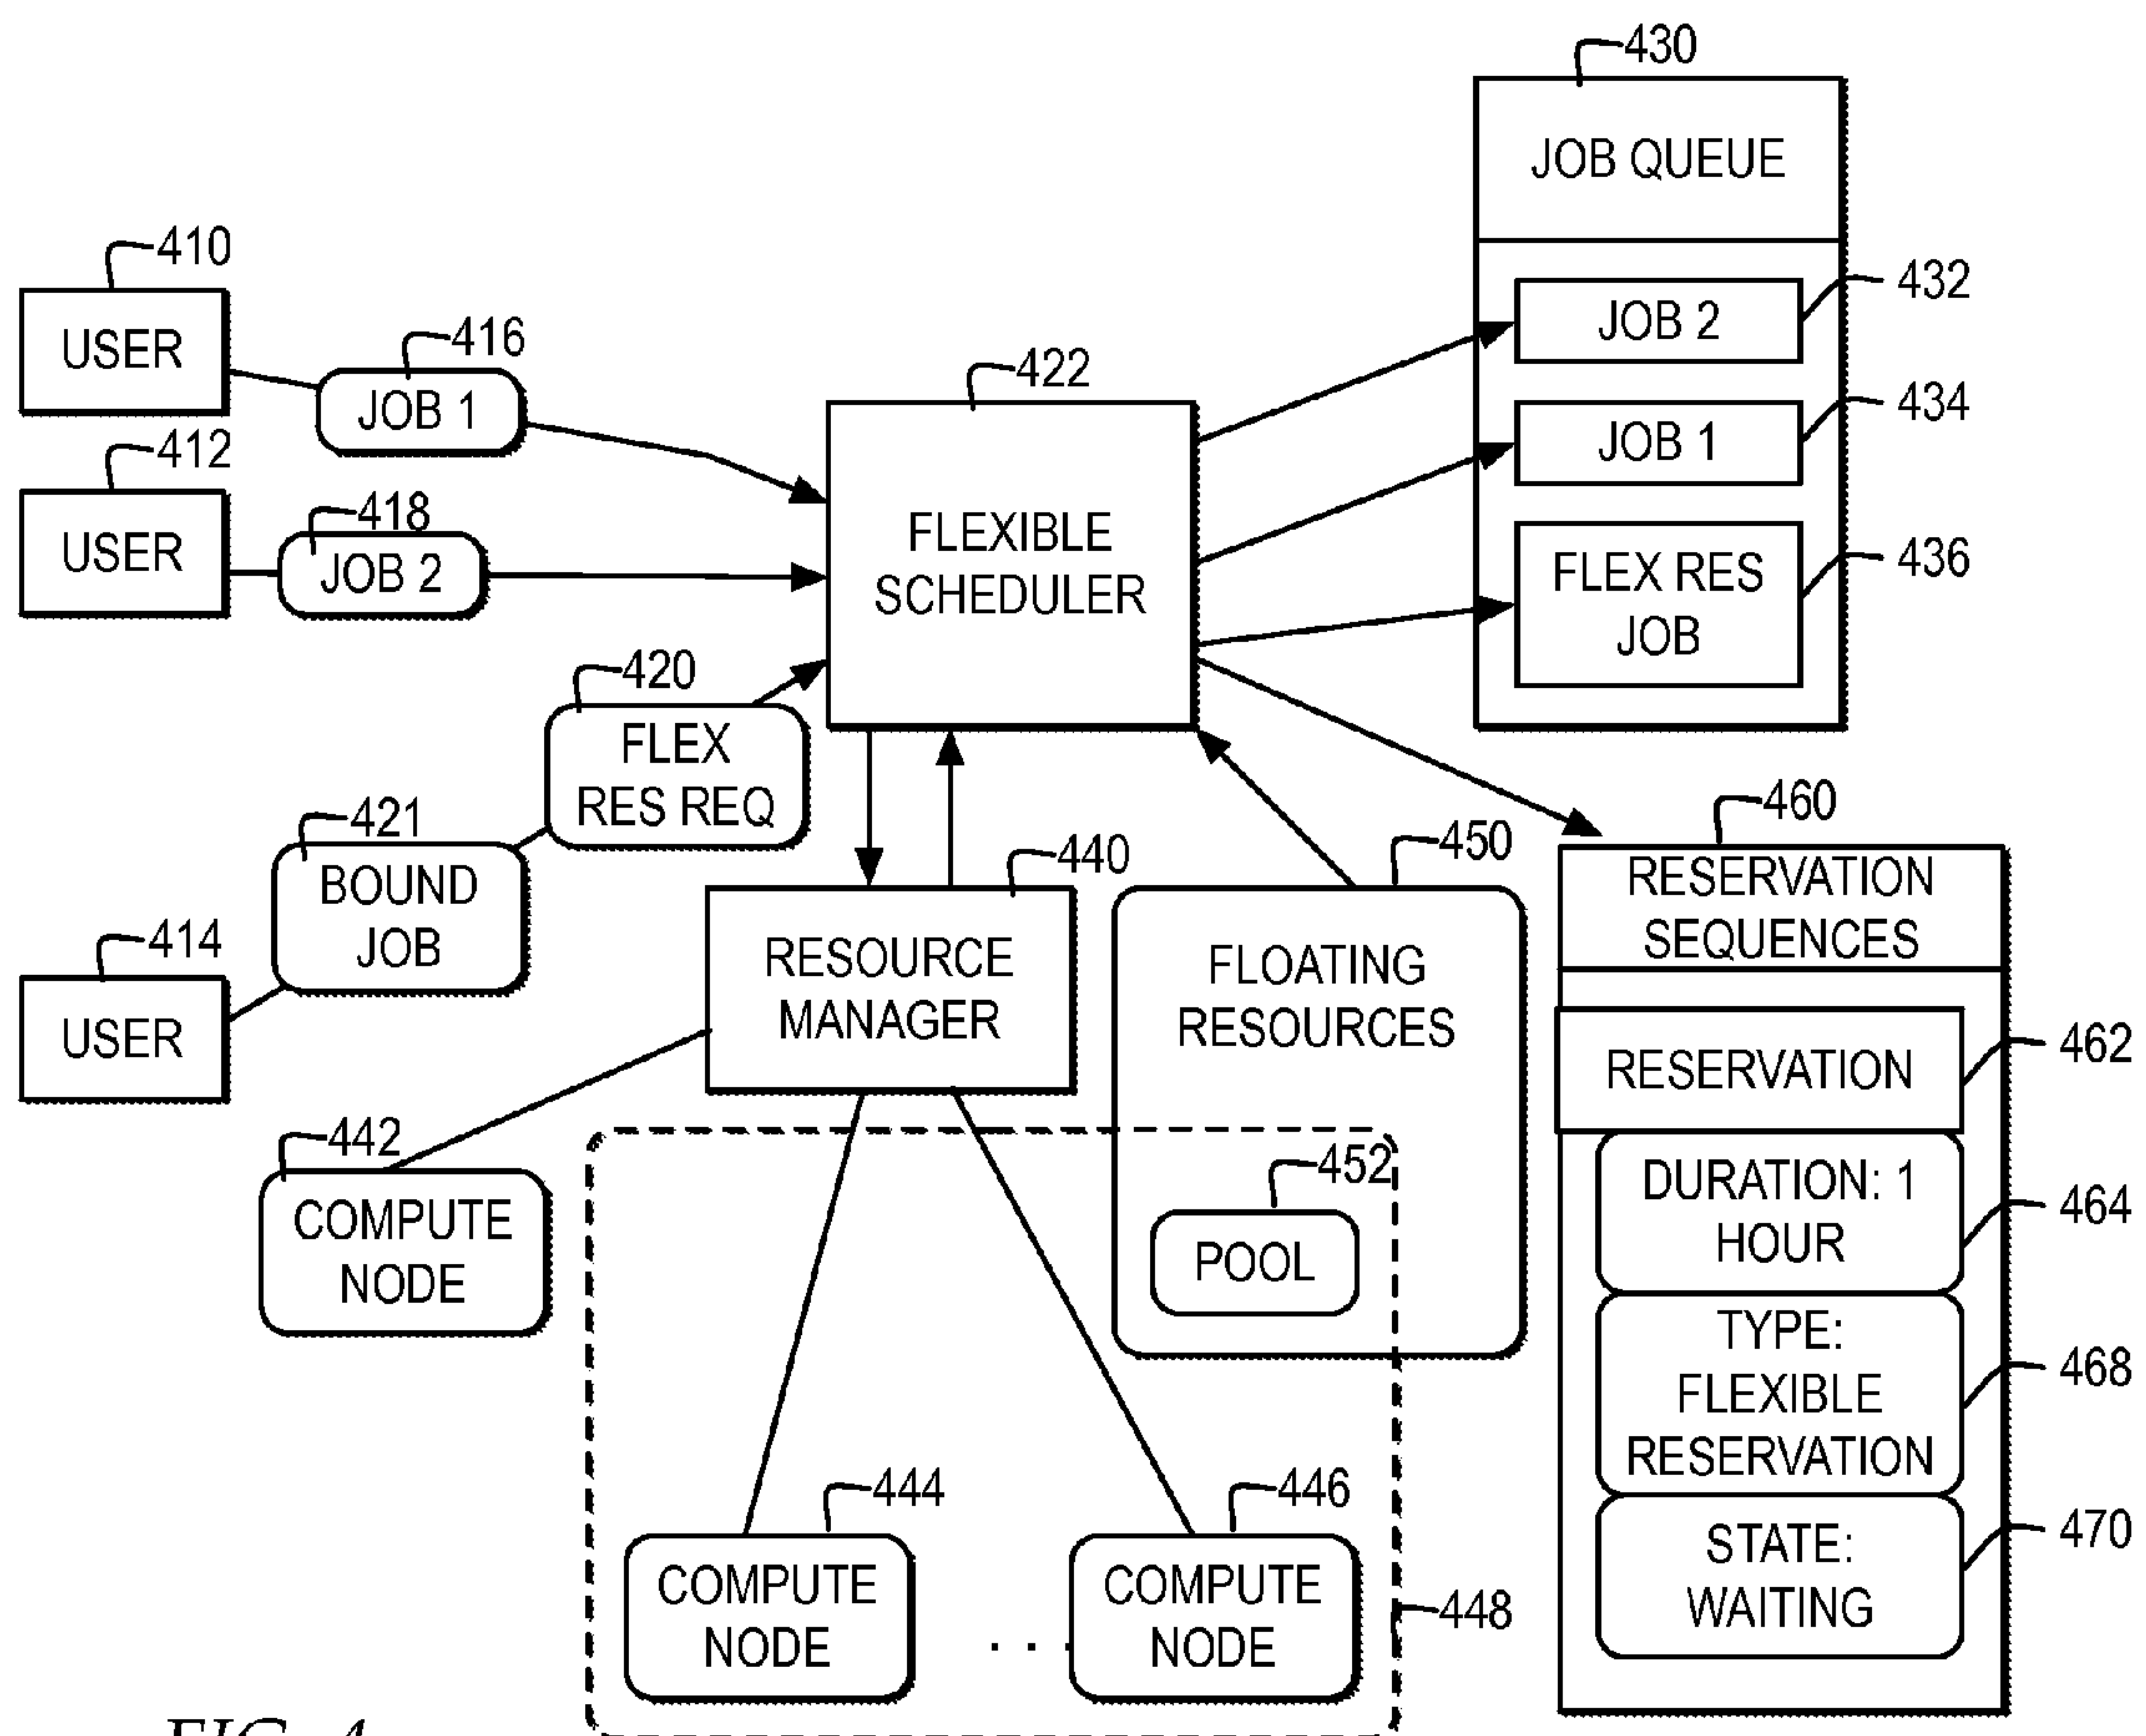 430
JOB QUEUE
410
432
USER
416
JOB 2
JOB 1
422
434
412
JOB 1
418
FLEXIBLE
SCHEDULER
USER
JOB 2
436
FLEX RES
JOB
420
FLEX
RES REQ
421
460
450
BOUND
JOB
440
RESERVATION
SEQUENCES
414
RESOURCE
MANAGER
FLOATING
RESOURCES
USER
462
RESERVATION
442
452
DURATION: 1
HOUR
464
COMPUTE
NODE
POOL
TYPE:
FLEXIBLE
RESERVATION
468
444
446
STATE:
WAITING
470
COMPUTE
NODE
. . .
COMPUTE
NODE
448
FIG. 4